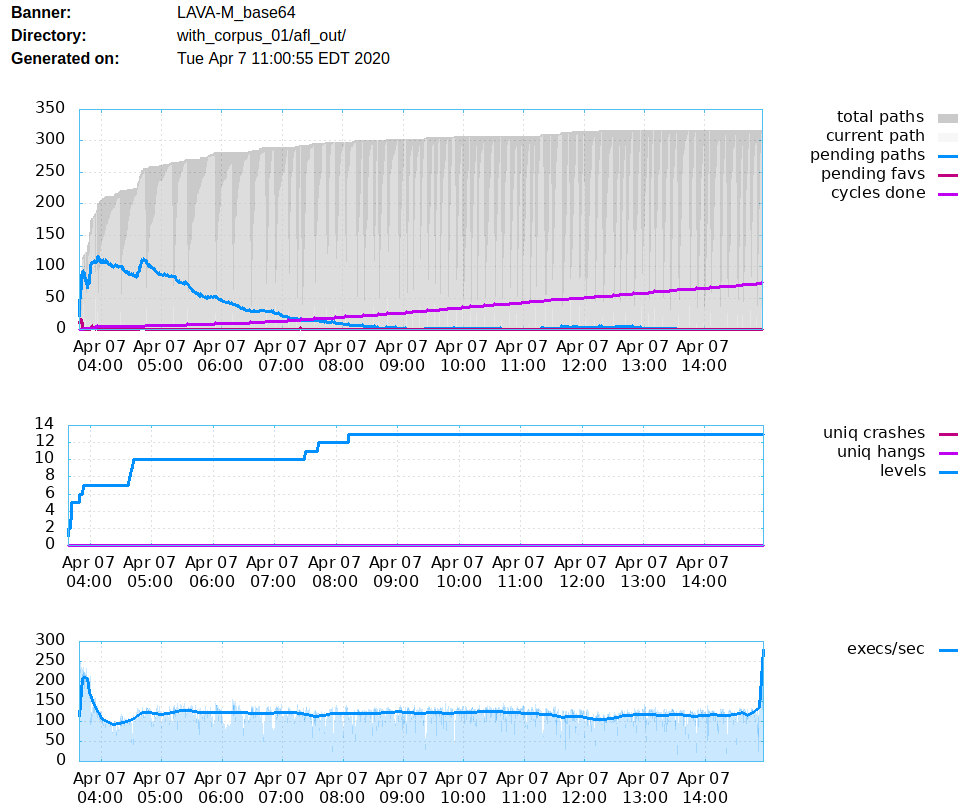 Banner: LAVA-M_base64
Directory: with_corpus_01/afl_out/
Generated on: Tue Apr 7 11:00:55 EDT 2020
350
300
250
200
150
100
50
0
Apr 07 Apr 07 Apr 07 Apr 07 Apr 07 Apr 07 Apr 07 Apr 07 Apr 07 Apr 07 Apr 07
04:00 05:00 06:00 07:00 08:00 09:00 10:00 11:00 12:00 13:00 14:00
total paths
current path
pending paths
pending favs
cycles done
14
12
10
8
6
4
2
0
Apr 07 Apr 07 Apr 07 Apr 07 Apr 07 Apr 07 Apr 07 Apr 07 Apr 07 Apr 07 Apr 07
04:00 05:00 06:00 07:00 08:00 09:00 10:00 11:00 12:00 13:00 14:00
uniq crashes
uniq hangs
levels
300
250
200
150
100
50
0
Apr 07 Apr 07 Apr 07 Apr 07 Apr 07 Apr 07 Apr 07 Apr 07 Apr 07 Apr 07 Apr 07
04:00 05:00 06:00 07:00 08:00 09:00 10:00 11:00 12:00 13:00 14:00
execs/sec